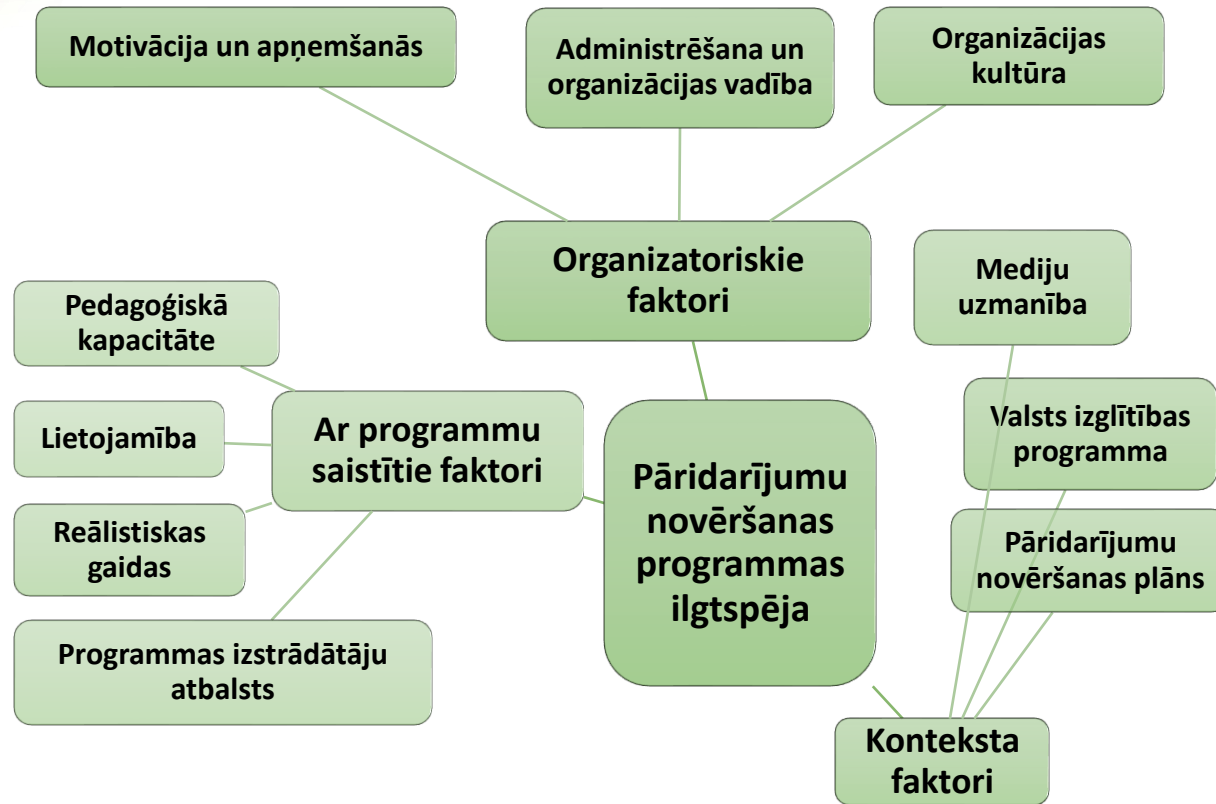 Motivācija un apņemšanās
Administrēšana un
organizācijas vadība
Organizācijas
kultūra
Organizatoriskie
faktori
Mediju
uzmanība
Pedagoģiskā
kapacitāte
Lietojamība
Ar programmu
saistītie faktori
Reālistiskas
gaidas
Programmas izstrādātāju
atbalsts
Pāridarījumu
novēršanas
programmas
ilgtspēja
Valsts izglītības
programma
Pāridarījumu
novēršanas plāns
Konteksta
faktori